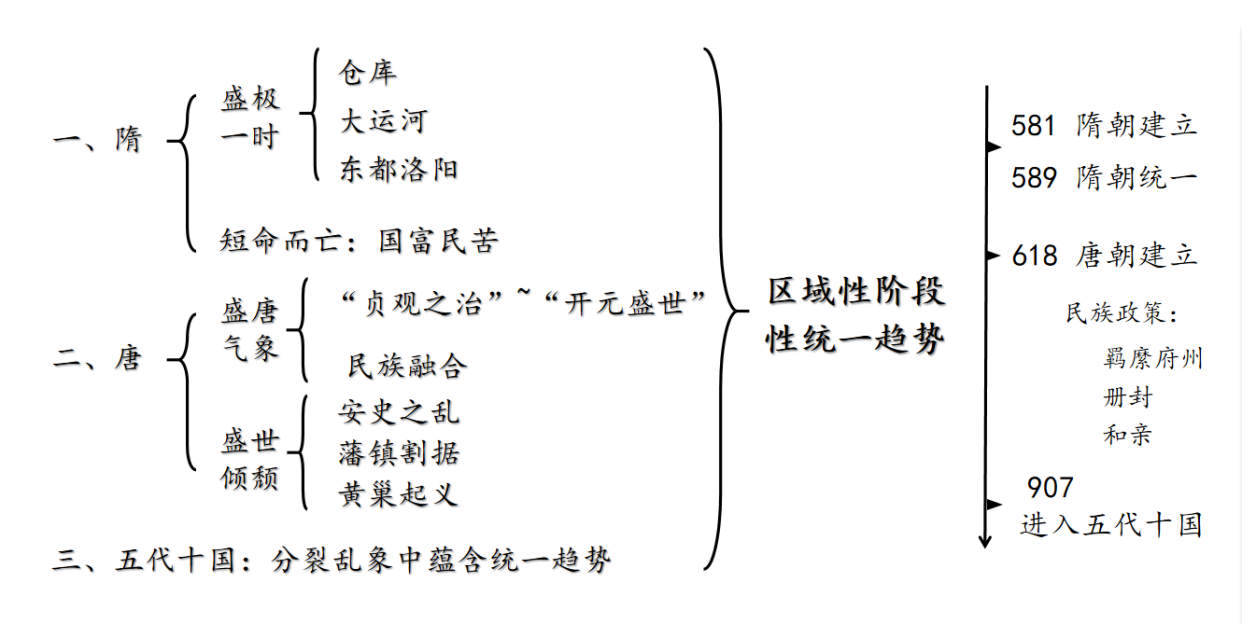 一、隋
盛极
一时
仓库
大运河
东都洛阳
短命而亡：国富民苦
二、唐
盛唐
气象
“贞观之治”~“开元盛世”
民族融合
盛世
倾颓
安史之乱
藩镇割据
黄巢起义
三、五代十国：分裂乱象中蕴含统一趋势
区域性阶段
性统一趋势
581 隋朝建立
589 隋朝统一
618 唐朝建立
民族政策：
羁縻府州
册封
和亲
907
进入五代十国